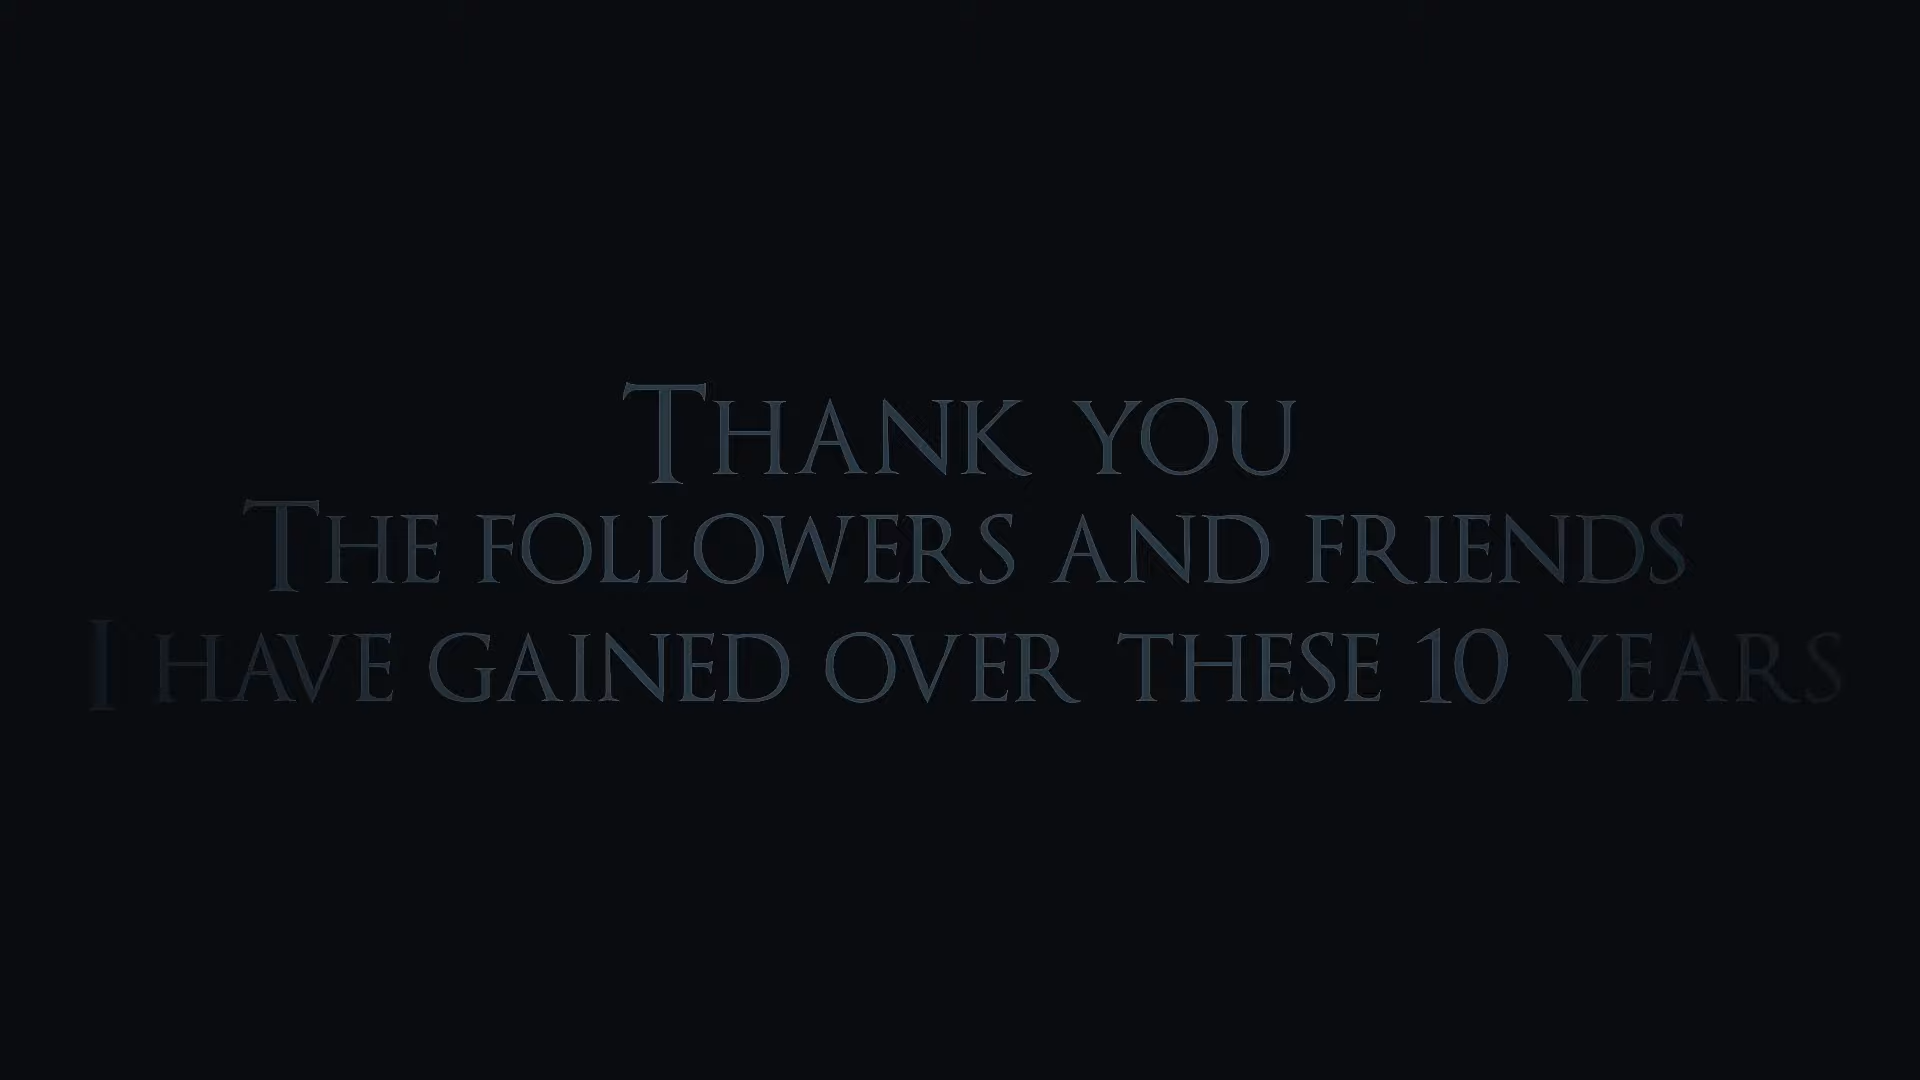 Thank you
The followers and friends
I have gained over these 10 years